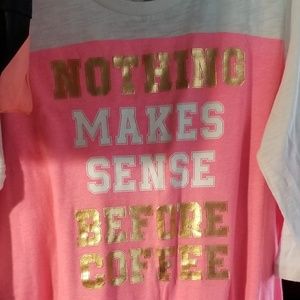 NOTHING
MAKES
SENSE
BEFORE
COFFEE